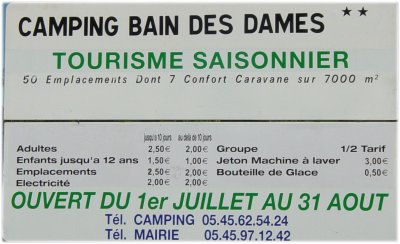 CAMPING BAIN DES DAMES **
TOURISME SAISONNIER
50 Emplacements Dont 7 Confort Caravane sur 7000 m²
jusqu'à 10 jours au delà de 10 jours
Adultes 2,50€ 2,00€ Groupe 1/2 Tarif
Enfants jusqu'a 12 ans 1,50€ 1,00€ Jeton Machine à laver 3,00€
Emplacements 2,50€ 2,00€ Bouteille de Glace 0,50€
Electricité 2,00€ 2,00€
OUVERT DU 1er JUILLET AU 31 AOUT
Tél. CAMPING 05.45.62.54.24
Tél. MAIRIE 05.45.97.12.42